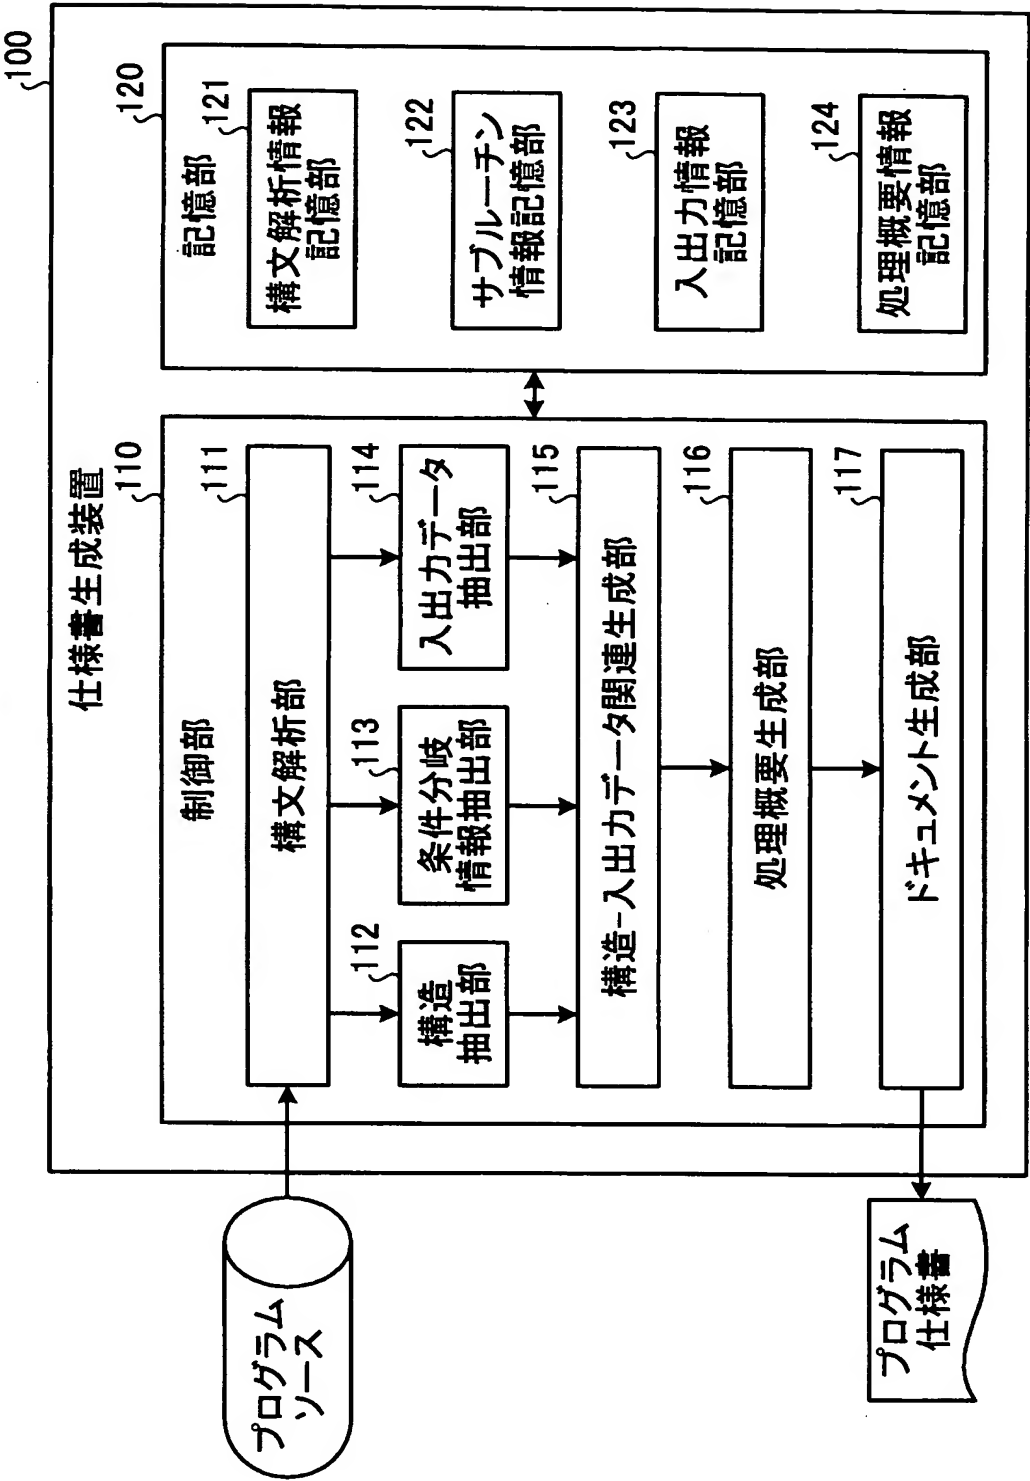 仕様書生成装置
100
制御部
110
プログラム
ソース
構文解析部
111
構造
抽出部
112
条件分岐
情報抽出部
113
入出力データ
抽出部
114
構造-入出力データ関連生成部
115
処理概要生成部
116
ドキュメント生成部
117
プログラム
仕様書
記憶部
120
構文解析情報
記憶部
121
サブルーチン
情報記憶部
122
入出力情報
記憶部
123
処理概要情報
記憶部
124